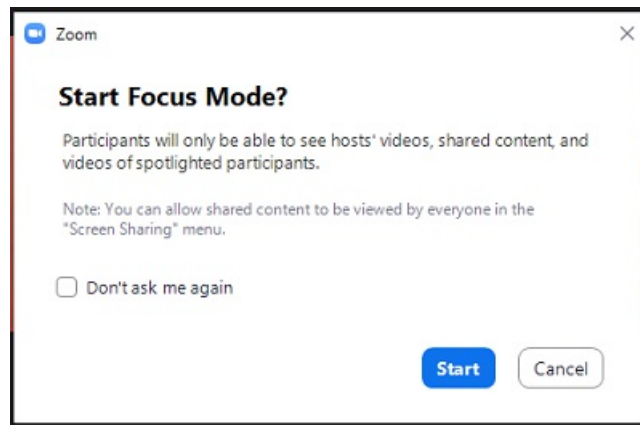 Zoom
Start Focus Mode?
Participants will only be able to see hosts' videos, shared content, and
videos of spotlighted participants.
Note: You can allow shared content to be viewed by everyone in the
"Screen Sharing" menu.
Don't ask me again
Start Cancel